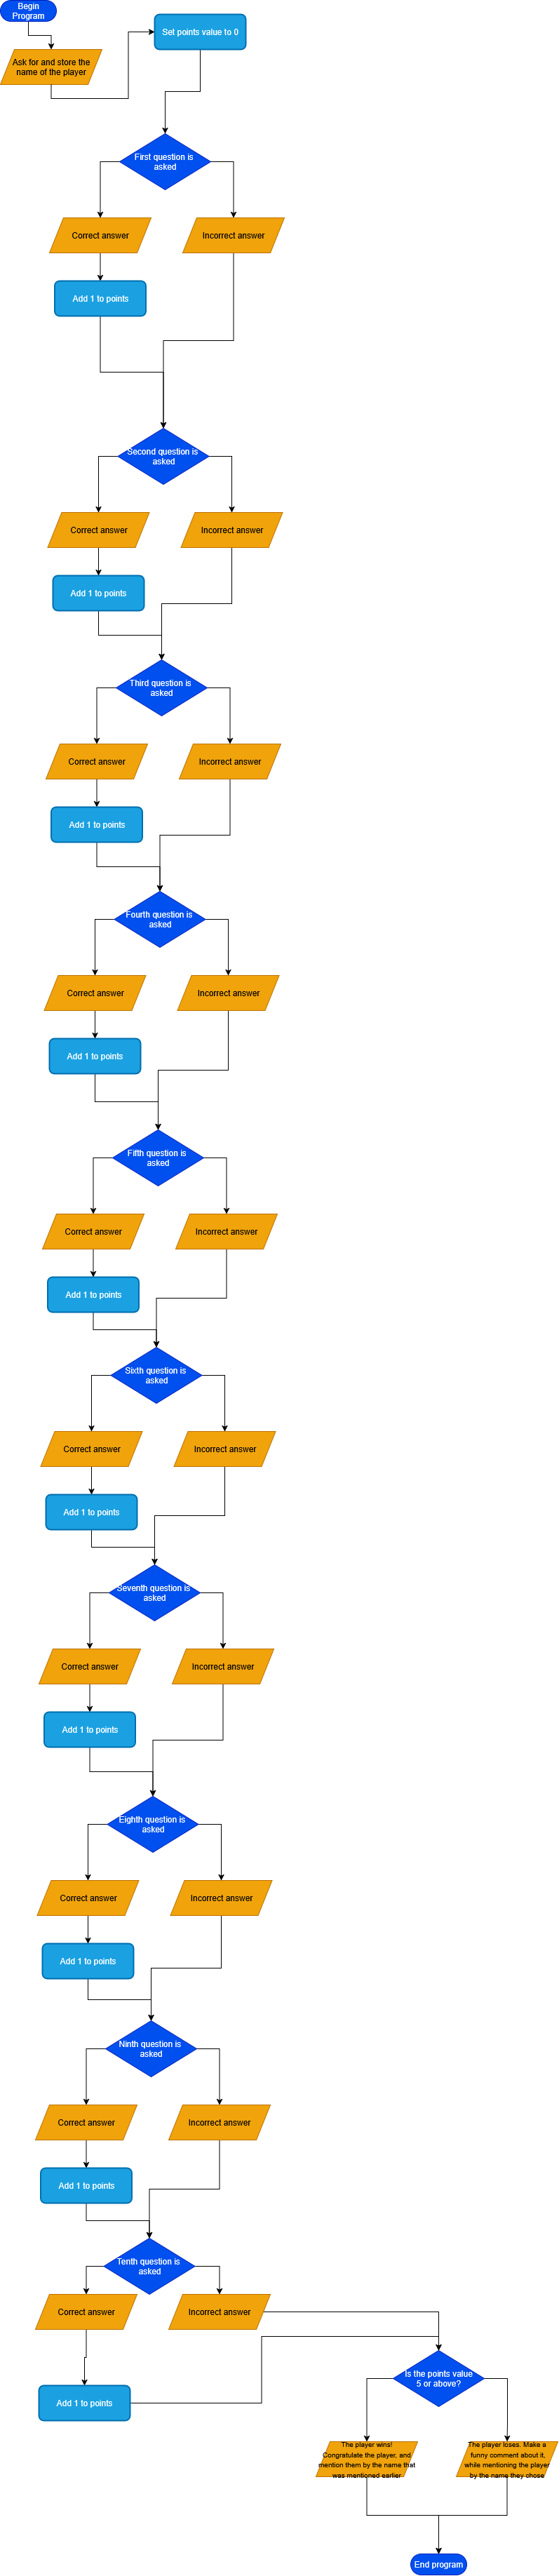 Begin
Program
Set points value to 0
Ask for and store the
name of the player
First question is
asked
Correct answer
Incorrect answer
Add 1 to points
Second question is
asked
Correct answer
Incorrect answer
Add 1 to points
Third question is
asked
Correct answer
Incorrect answer
Add 1 to points
Fourth question is
asked
Correct answer
Incorrect answer
Add 1 to points
Fifth question is
asked
Correct answer
Incorrect answer
Add 1 to points
Sixth question is
asked
Correct answer
Incorrect answer
Add 1 to points
Seventh question is
asked
Correct answer
Incorrect answer
Add 1 to points
Eighth question is
asked
Correct answer
Incorrect answer
Add 1 to points
Ninth question is
asked
Correct answer
Incorrect answer
Add 1 to points
Tenth question is
asked
Correct answer
Incorrect answer
Add 1 to points
Is the points value
5 or above?
The player wins!
Congratulate the player, and
mention them by the name that
was mentioned earlier
The player loses. Make a
funny comment about it,
while mentioning the player
by the name they chose
End program